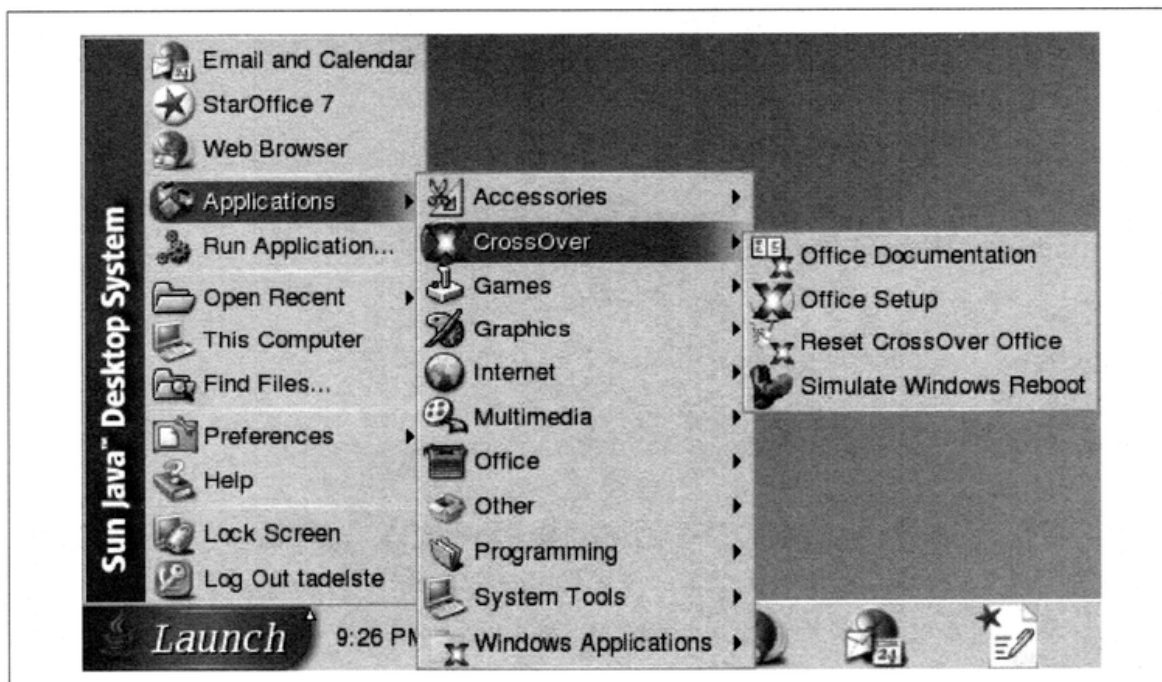 Sun Java™ Desktop System
Email and Calendar
StarOffice 7
Web Browser
Applications
Run Application...
Open Recent
This Computer
Find Files...
Preferences
Help
Lock Screen
Log Out tadelste
Accessories
CrossOver
Games
Graphics
Internet
Multimedia
Office
Other
Programming
System Tools
Windows Applications
Office Documentation
Office Setup
Reset CrossOver Office
Simulate Windows Reboot
Launch
9:26